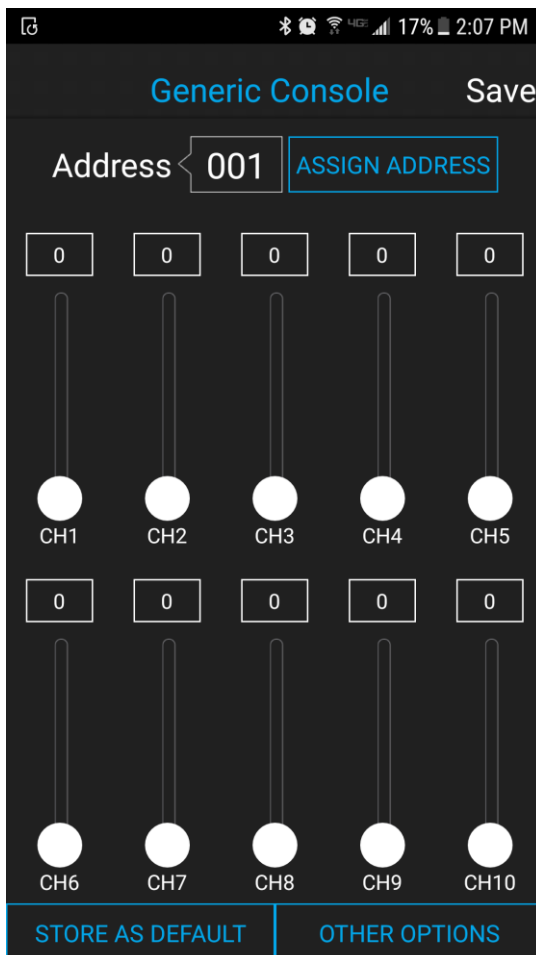 4G 17% 2:07 PM
Generic Console Save
Address 001 ASSIGN ADDRESS
0 0 0 0 0
CH1 CH2 CH3 CH4 CH5
0 0 0 0 0
CH6 CH7 CH8 CH9 CH10
STORE AS DEFAULT OTHER OPTIONS